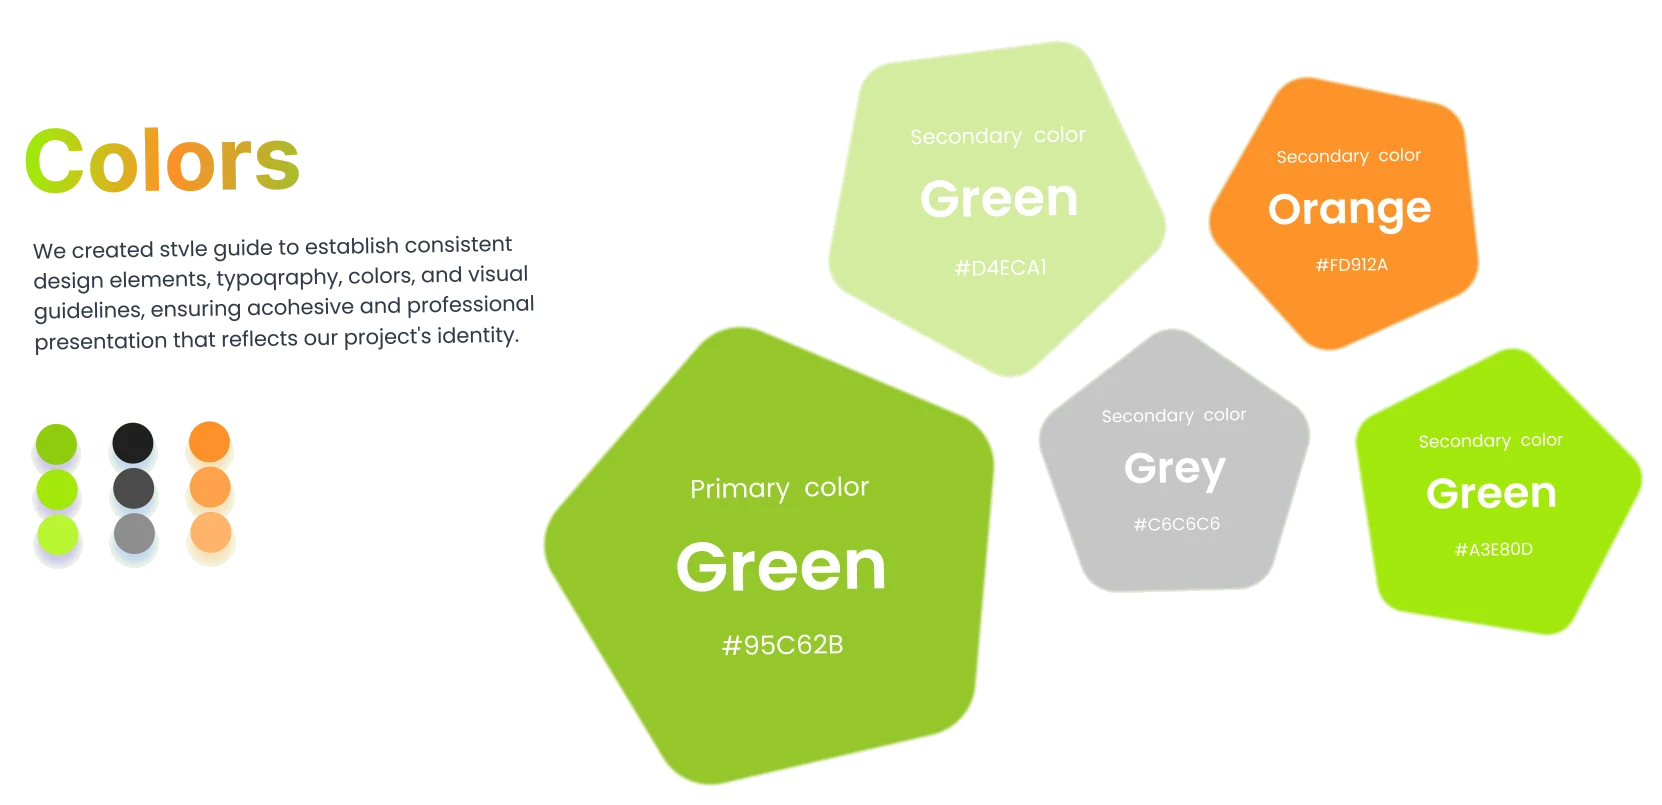 Colors
We created stvle guide to establish consistent
design elements, typoqraphy, colors, and visual
guidelines, ensuring acohesive and professional
presentation that reflects our project's identity.
Secondary color
Green
#D4ECA1
Secondary color
Orange
#FD912A
Primary color
Green
#95C62B
Secondary color
Grey
#C6C6C6
Secondary color
Green
#A3E80D